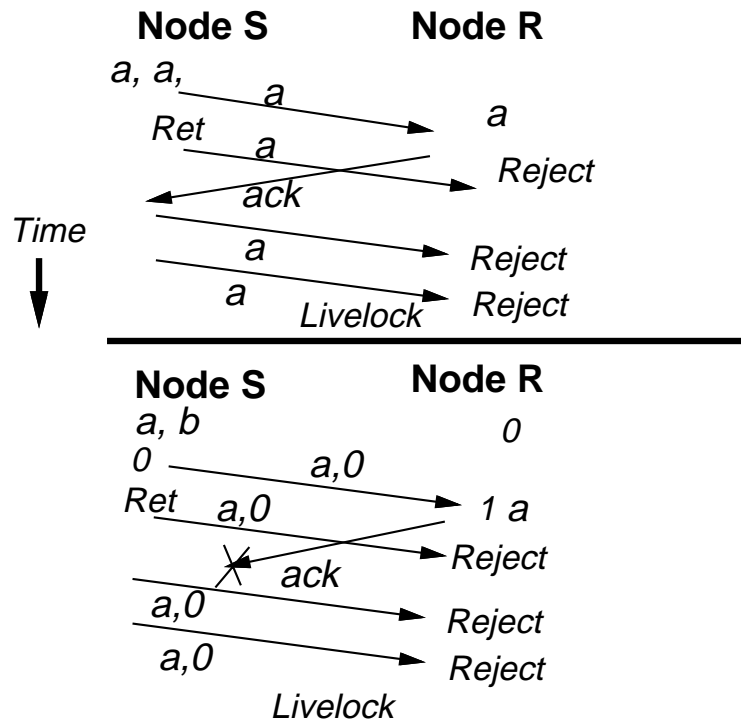 Node S Node R
a, a,
a
a
Ret
a
Reject
ack
Time
a
Reject
a
Reject
Livelock
Node S Node R
a, b
0
0
a,0
Ret
a,0
1 a
Reject
ack
a,0
Reject
a,0
Reject
Livelock